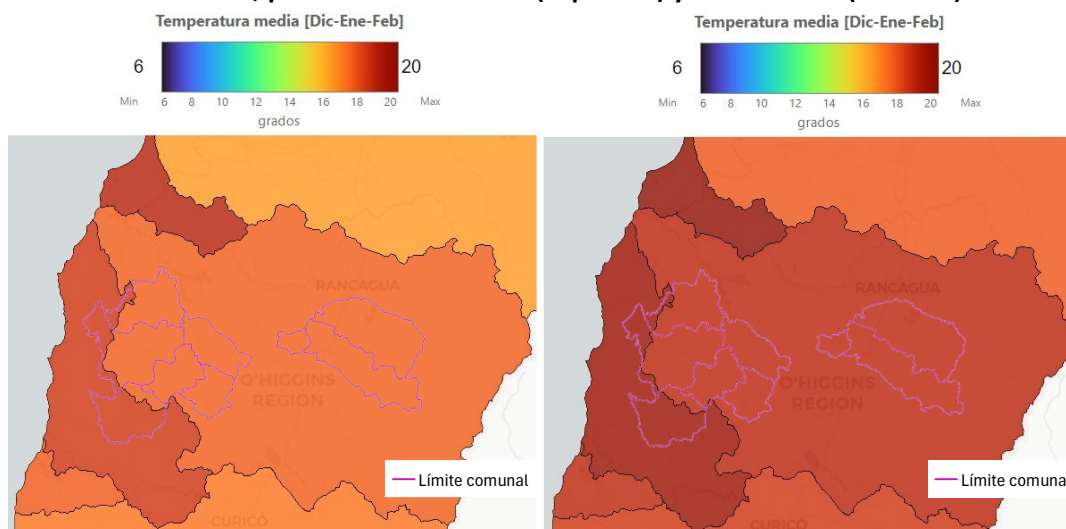 Temperatura media [Dic-Ene-Feb]
6 20
Min 6 8 10 12 14 16 18 20 Max
grados
Temperatura media [Dic-Ene-Feb]
6 20
Min 6 8 10 12 14 16 18 20 Max
grados
RANCAGUA
O'HIGGINS
REGION
CURICÓ
Límite comunal
RANCAGUA
O'HIGGINS
REGION
CURICÓ
Límite comuna